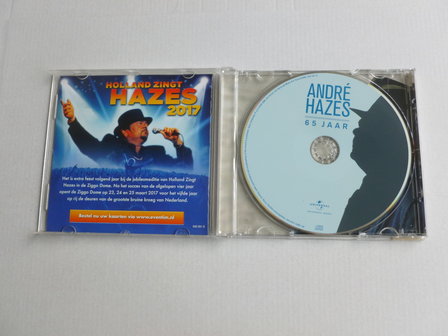 HOLLAND ZINGT
HAZES
2017
Het is extra feest volgend jaar bij de jubileumeditie van Holland Zingt
Hazes in de Ziggo Dome. Na het succes van de afgelopen vier jaar
opent de Ziggo Dome op 23, 24 en 25 maart 2017 voor het vijfde jaar
op rij de deuren van de grootste bruine kroeg van Nederland.
Bestel nu uw kaarten via www.eventim.nl
ANDRÉ
HAZES
65 JAAR
UNIVERSAL